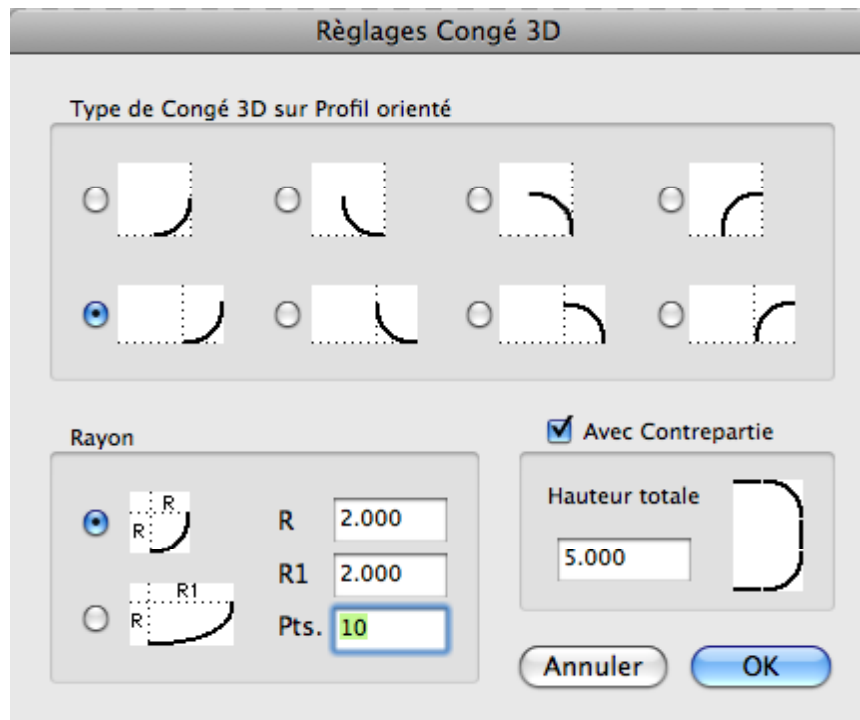 Règlages Congé 3D
Type de Congé 3D sur Profil orienté
Rayon
R
R
R 2.000
R1 2.000
R1
R
Pts. 10
Avec Contrepartie
Hauteur totale
5.000
Annuler
OK